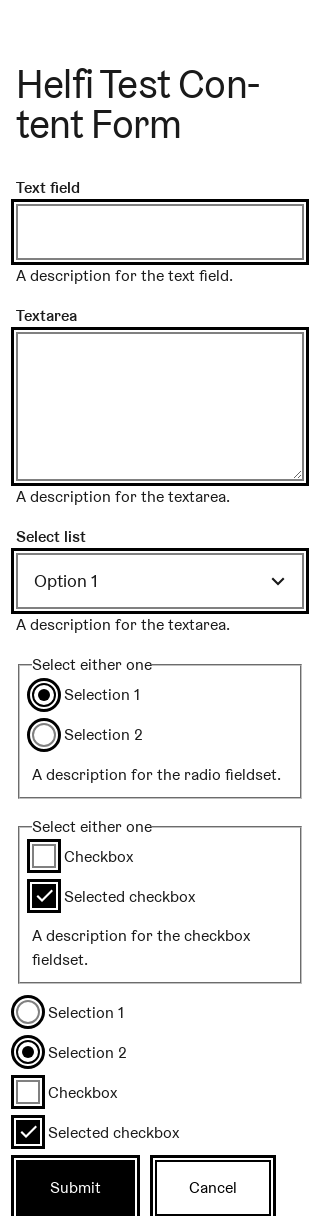 Helfi Test Con-
tent Form
Text field
A description for the text field.
Textarea
A description for the textarea.
Select list
Option 1
A description for the textarea.
Select either one
Selection 1
Selection 2
A description for the radio fieldset.
Select either one
Checkbox
Selected checkbox
A description for the checkbox
fieldset.
Selection 1
Selection 2
Checkbox
Selected checkbox
Submit Cancel